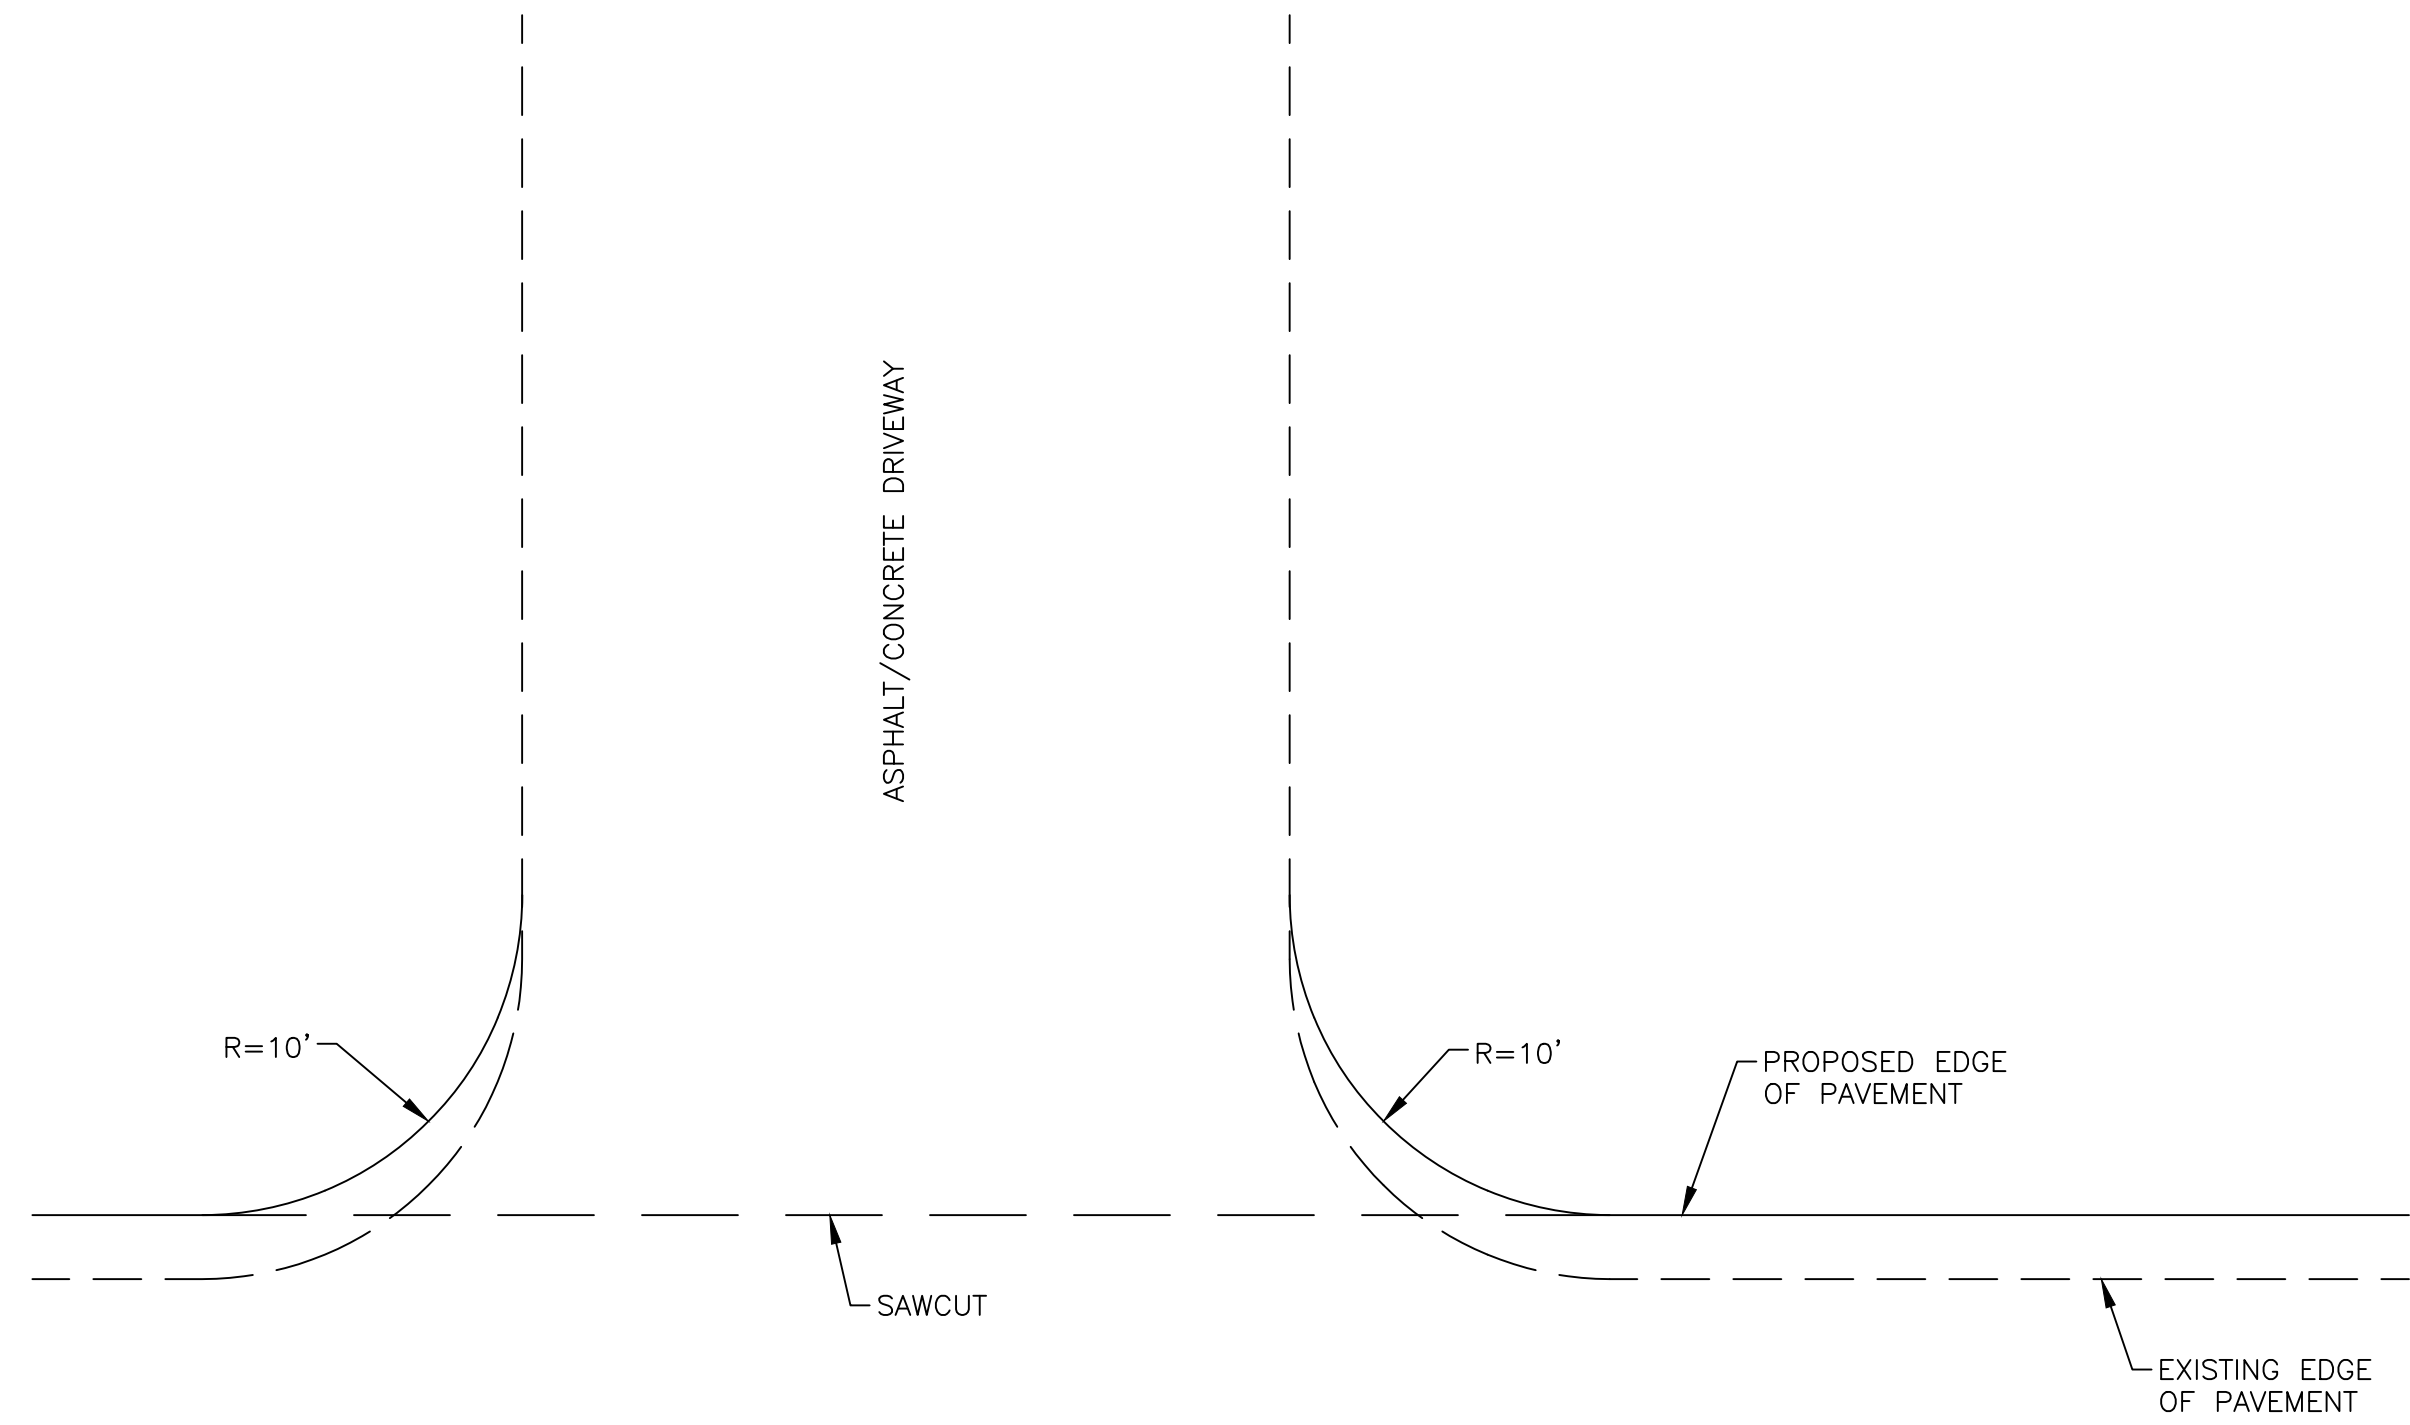 ASPHALT/CONCRETE DRIVEWAY
R=10'
R=10'
PROPOSED EDGE
OF PAVEMENT
SAWCUT
EXISTING EDGE
OF PAVEMENT